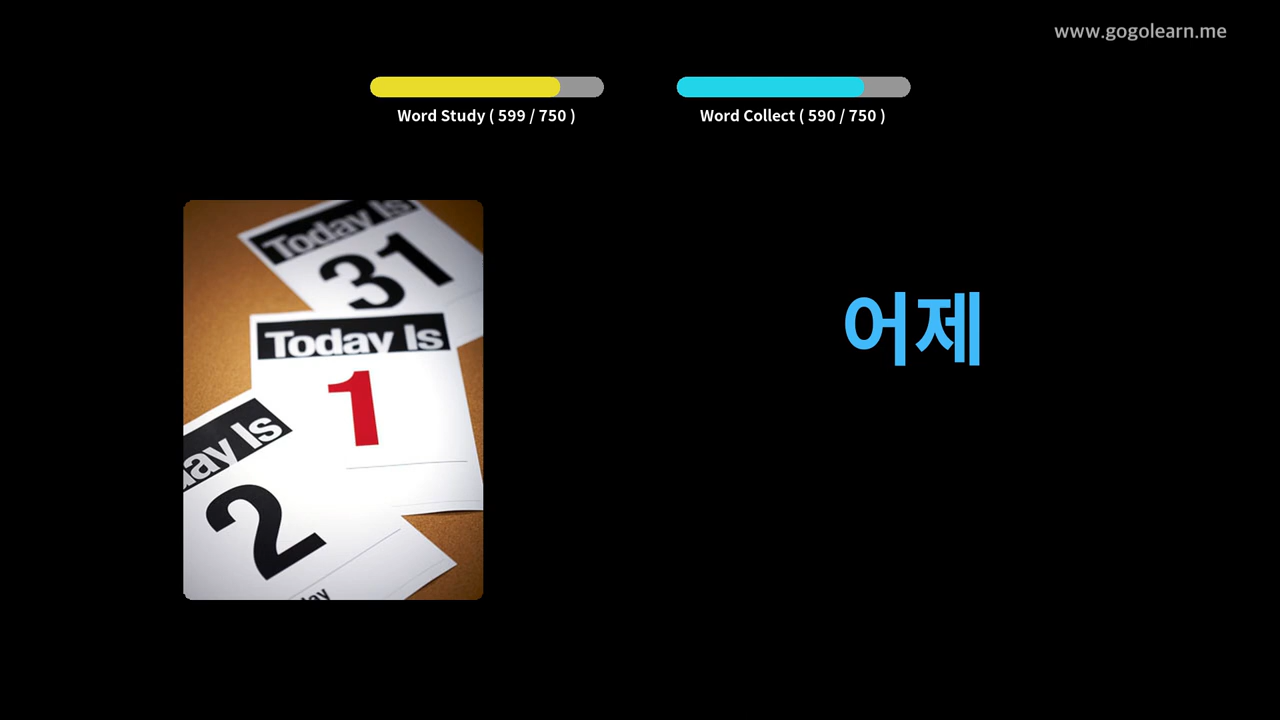 www.gogolearn.me
Word Study ( 599 / 750 )
Word Collect ( 590 / 750 )
Today Is
31
Today Is
1
ay Is
2
어제